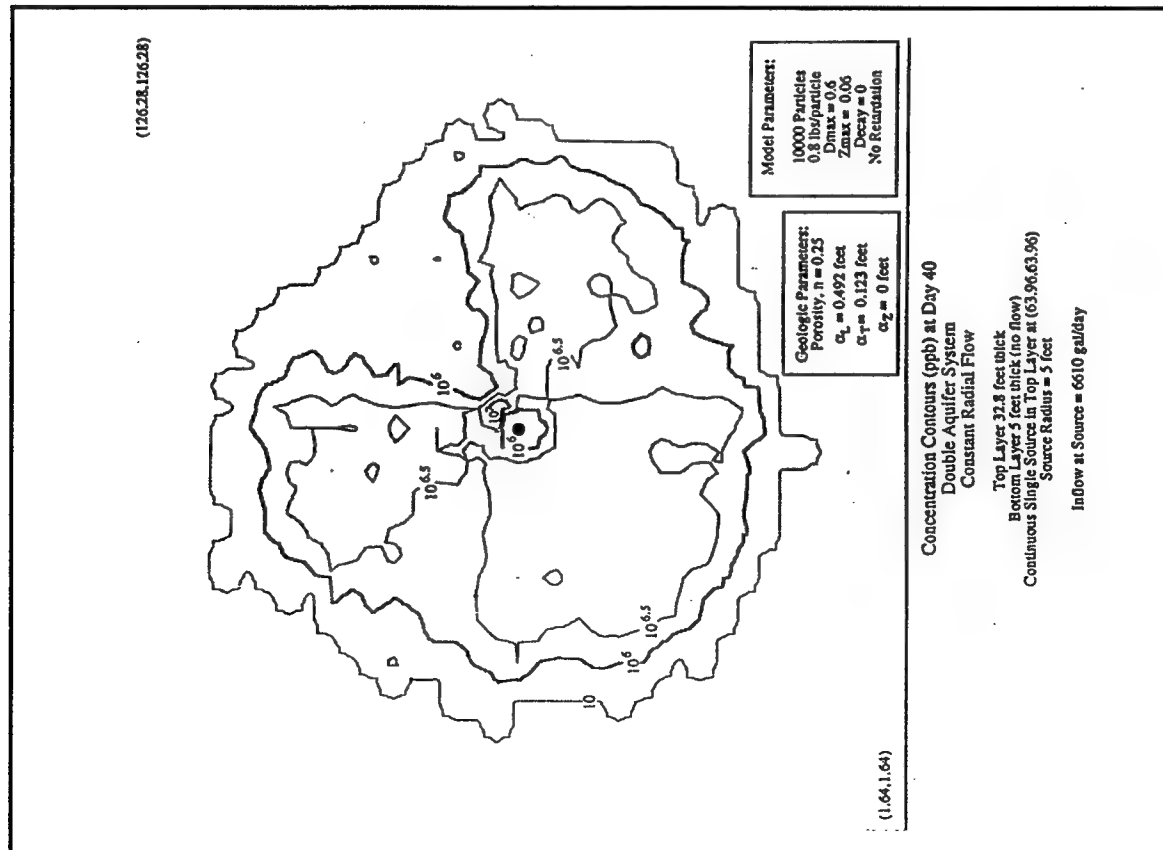 (126.28,126.28)
10^6
10^6.5
10^2
10^6
10^6.5
10^6.5
10^6
10
(1.64,1.64)
Geologic Parameters:
Porosity, n = 0.25
α_L = 0.492 feet
α_T = 0.123 feet
α_Z = 0 feet
Model Parameters:
10000 Particles
0.8 lbs/particle
Dmax = 0.6
Zmax = 0.06
Decay = 0
No Retardation
Concentration Contours (ppb) at Day 40
Double Aquifer System
Constant Radial Flow
Top Layer 32.8 feet thick
Bottom Layer 5 feet thick (no flow)
Continuous Single Source in Top Layer at (63.96,63.96)
Source Radius = 5 feet
Inflow at Source = 6610 gal/day